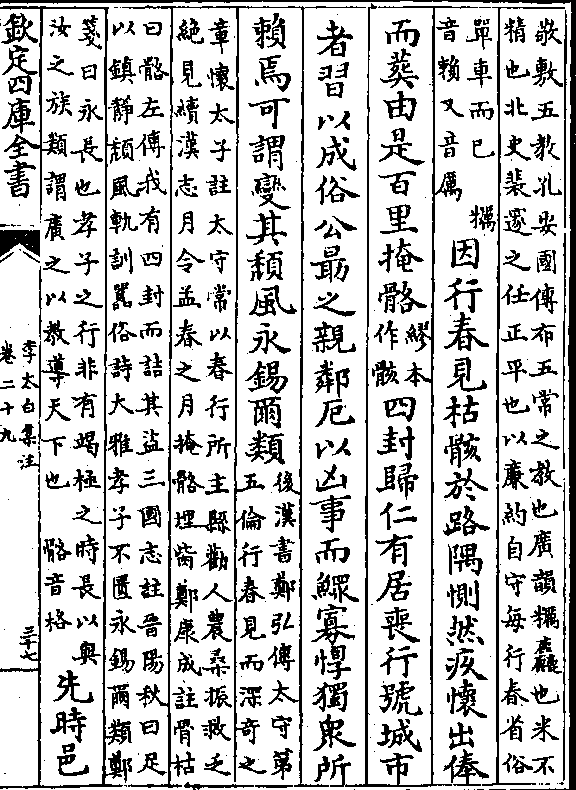 敬敷五教孔安國傳布五常之教也廣韻糲麤也米不
精也北史裴邃之任正平也以廉約自守每行春省俗
單車而已　糲
音賴又音厲
因行春見枯骸於路隅惻然疚懷出俸
而葬由是百里掩骼
繆本
作骸
四封歸仁有居喪行號城市
者習以成俗公勗之親鄰厄以凶事而鰥寡惸獨衆所
賴焉可謂變其頽風永錫爾類
後漢書鄭弘傳太守第
五倫行春見而深奇之
章懷太子註太守常以春行所主縣勸人農桑振救乏
絕見續漢志月令孟春之月掩骼埋胔鄭康成註骨枯
曰骼左傳我有四封而詰其盜三國志註晉陽秋曰足
以鎮靜頽風軌訓嚚俗詩大雅孝子不匱永錫爾類鄭
箋曰永長也孝子之行非有竭極之時長以與
汝之族類謂廣之以教導天下也　骼音格
先時邑
欽定四庫全書
李太白集注
卷二十九
三十七